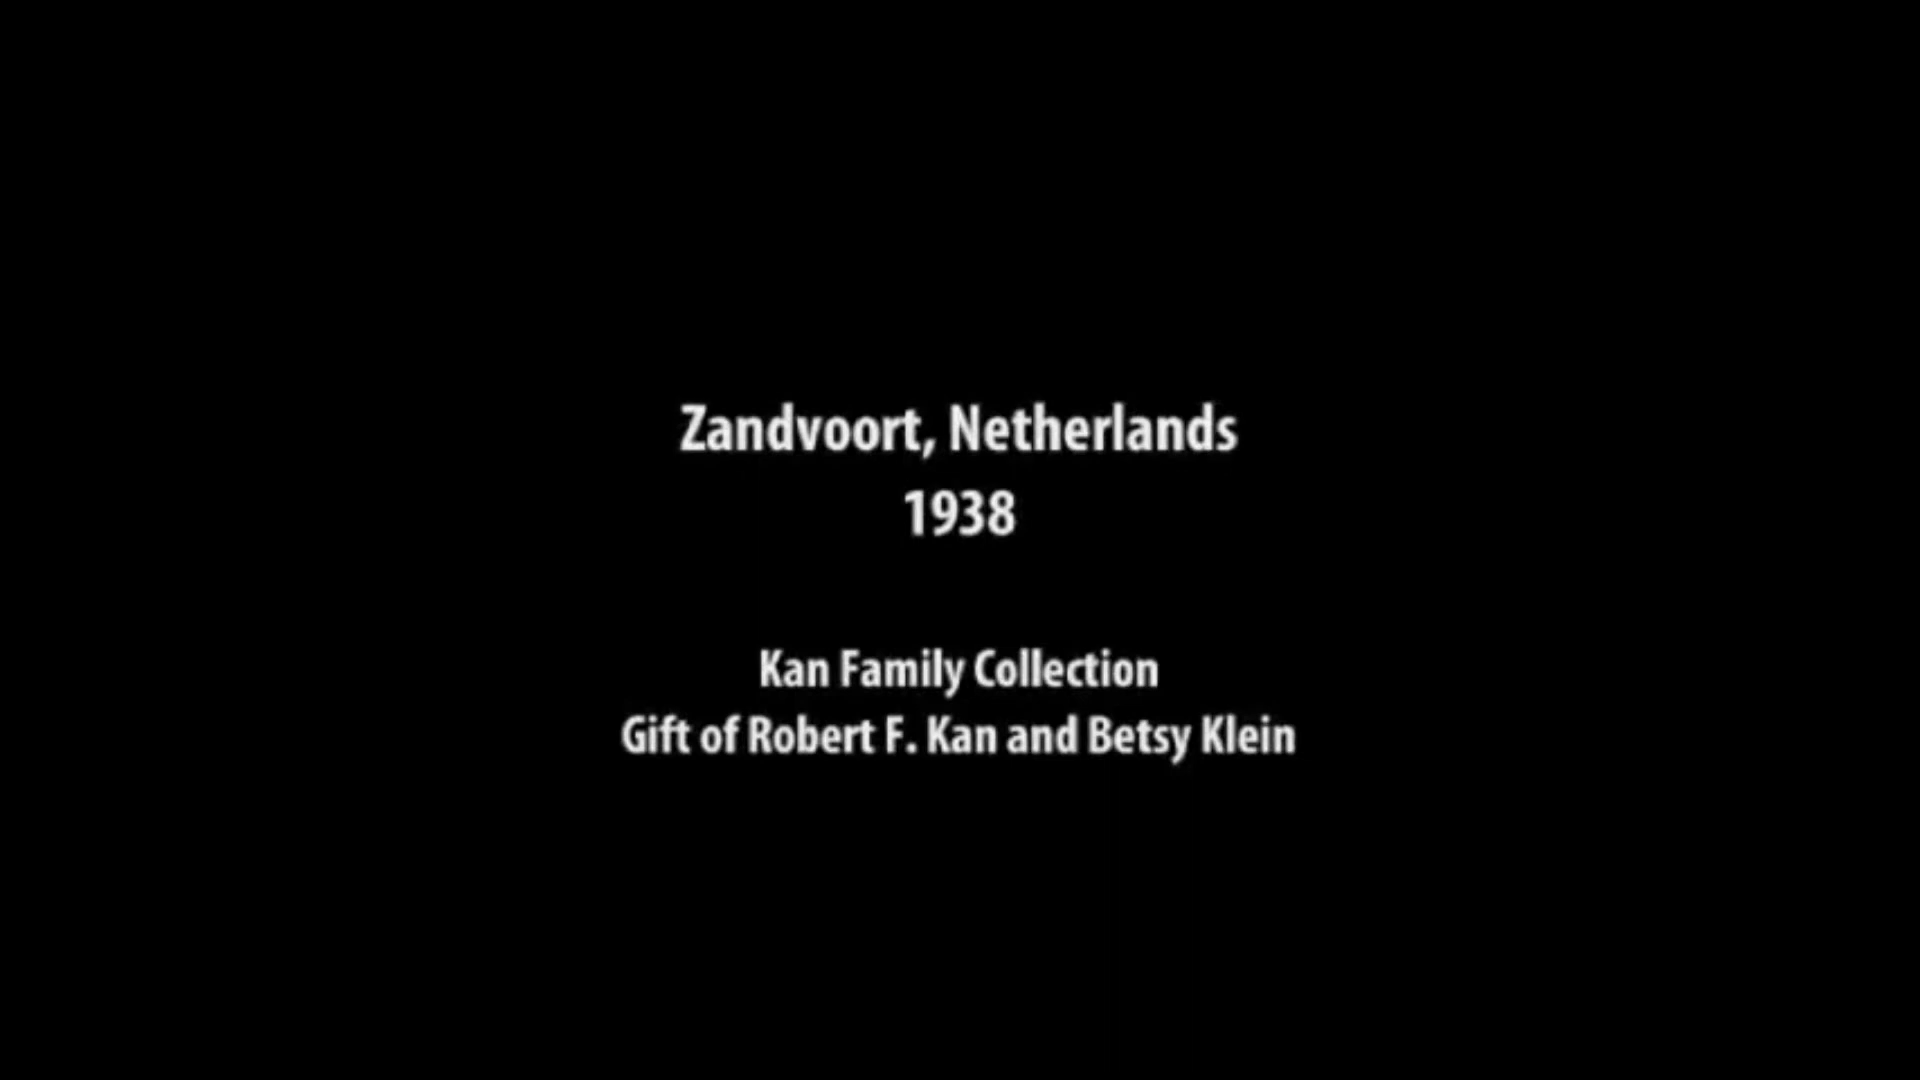 Zandvoort, Netherlands
1938
Kan Family Collection
Gift of Robert F. Kan and Betsy Klein